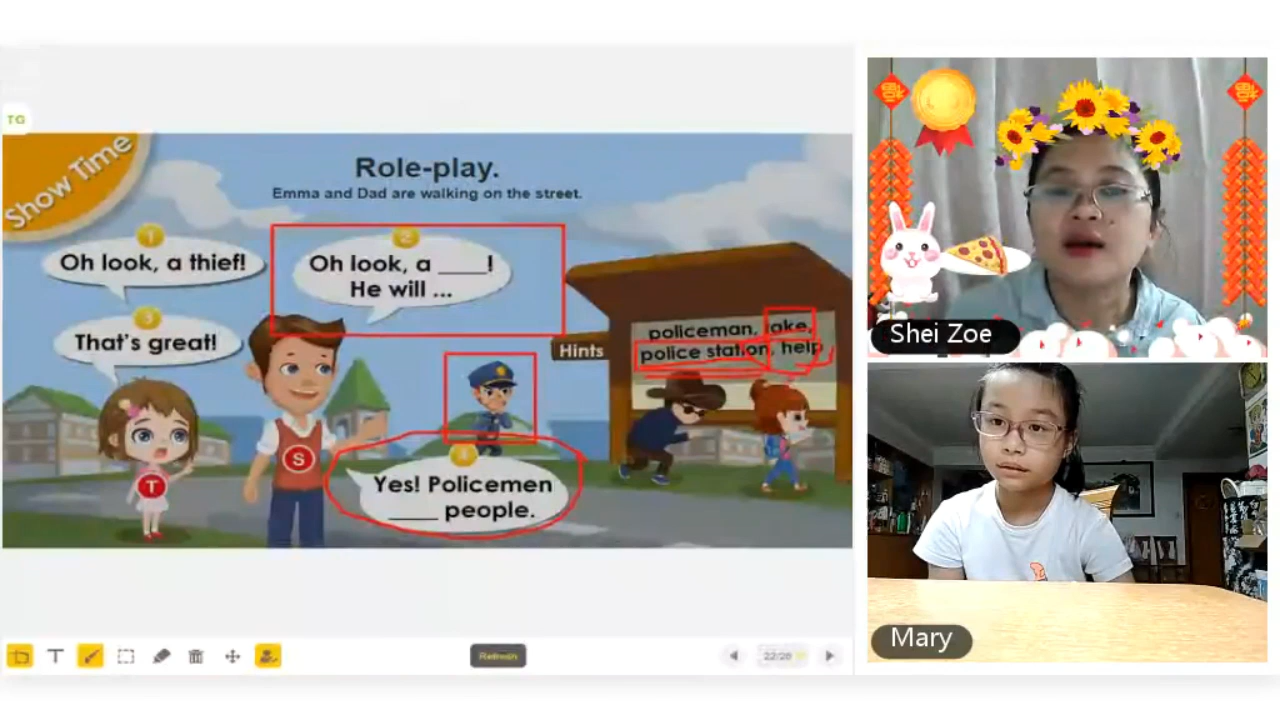 TG
Show Time
Role-play.
Emma and Dad are walking on the street.
1
Oh look, a thief!
2
Oh look, a ____!
He will ...
3
That's great!
Hints
policeman, take,
police station, help
T
S
4
Yes! Policemen
____ people.
T
Refresh
Shei Zoe
Mary